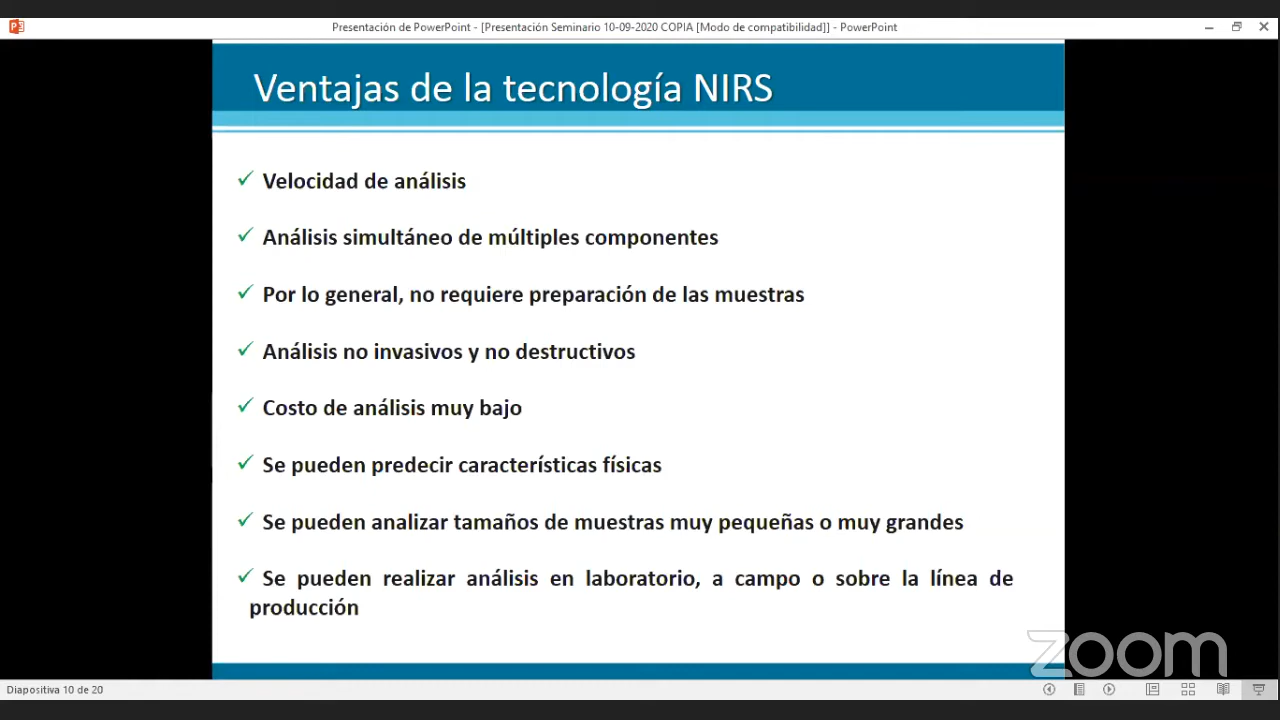 Presentación de PowerPoint - [Presentación Seminario 10-09-2020 COPIA [Modo de compatibilidad]] - PowerPoint
Ventajas de la tecnología NIRS
✓ Velocidad de análisis
✓ Análisis simultáneo de múltiples componentes
✓ Por lo general, no requiere preparación de las muestras
✓ Análisis no invasivos y no destructivos
✓ Costo de análisis muy bajo
✓ Se pueden predecir características físicas
✓ Se pueden analizar tamaños de muestras muy pequeñas o muy grandes
✓ Se pueden realizar análisis en laboratorio, a campo o sobre la línea de
producción
zoom
Diapositiva 10 de 20